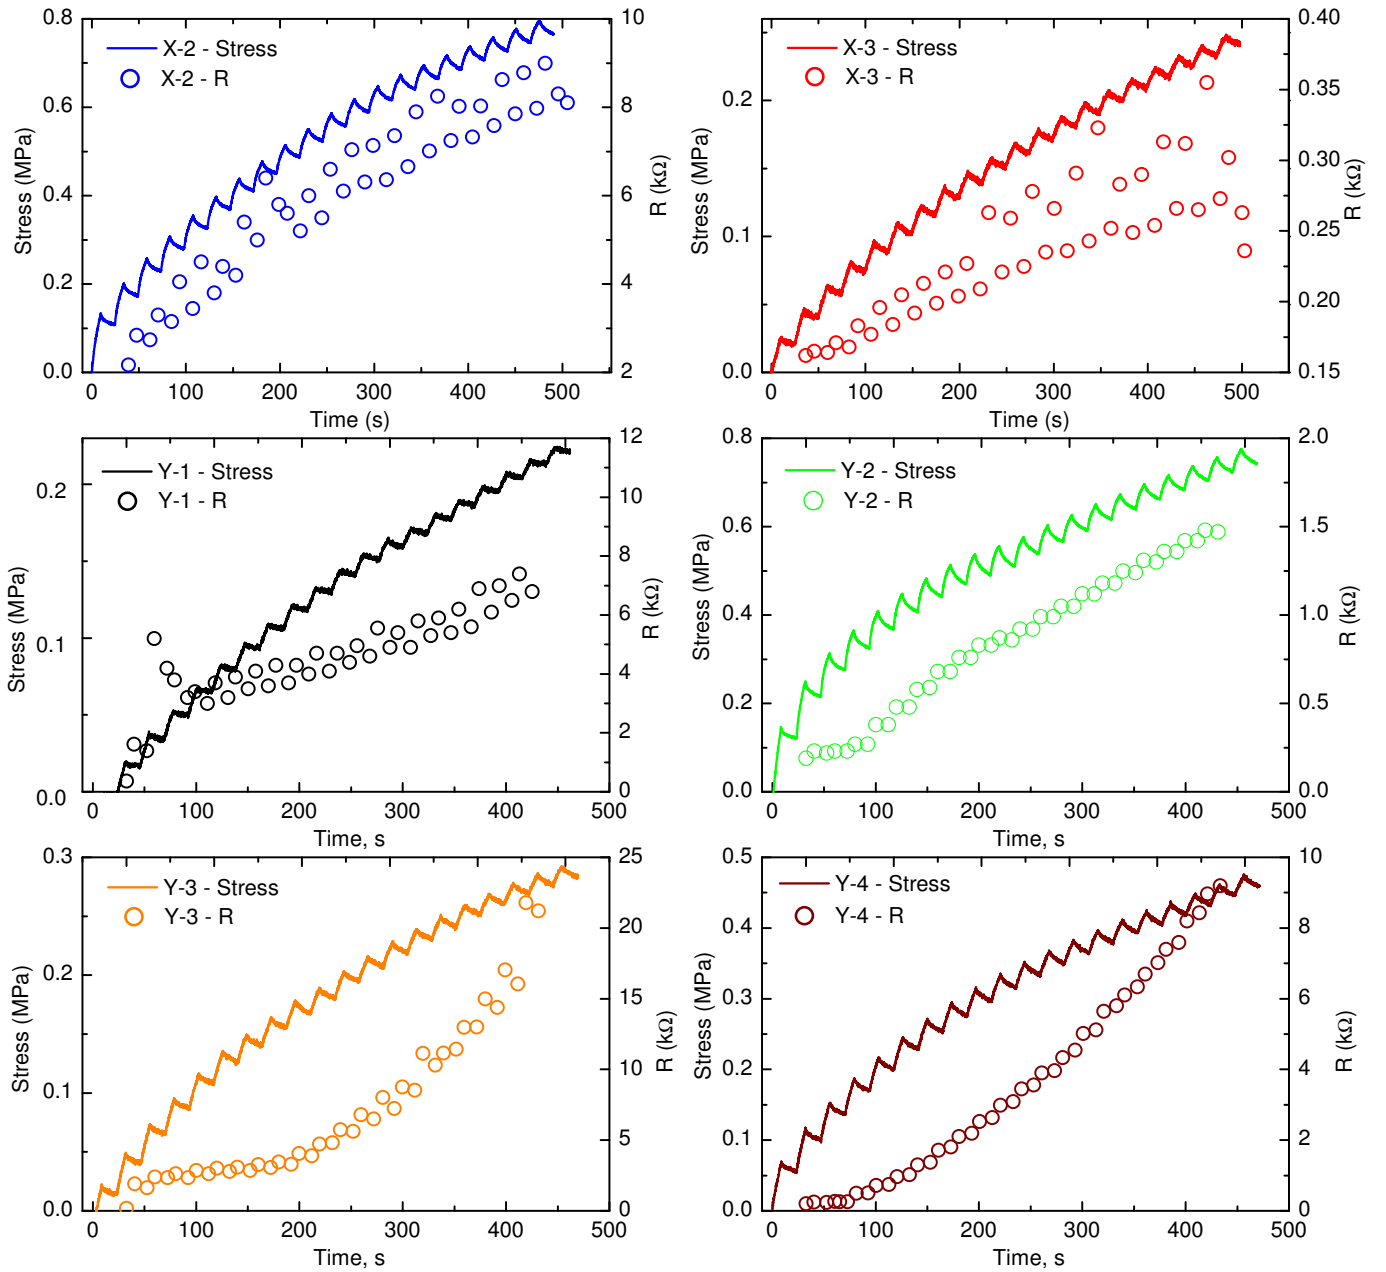 0.8
0.6
0.4
0.2
0.0
Stress (MPa)
X-2 - Stress
X-2 - R
10
8
6
4
2
R (kΩ)
0 100 200 300 400 500
Time (s)
0.2
0.1
0.0
Stress (MPa)
X-3 - Stress
X-3 - R
0.40
0.35
0.30
0.25
0.20
0.15
R (kΩ)
0 100 200 300 400 500
Time (s)
0.2
0.1
0.0
Stress (MPa)
Y-1 - Stress
Y-1 - R
12
10
8
6
4
2
0
R (kΩ)
0 100 200 300 400 500
Time, s
0.8
0.6
0.4
0.2
0.0
Stress (MPa)
Y-2 - Stress
Y-2 - R
2.0
1.5
1.0
0.5
0.0
R (kΩ)
0 100 200 300 400 500
Time, s
0.3
0.2
0.1
0.0
Stress (MPa)
Y-3 - Stress
Y-3 - R
25
20
15
10
5
0
R (kΩ)
0 100 200 300 400 500
Time, s
0.5
0.4
0.3
0.2
0.1
0.0
Stress (MPa)
Y-4 - Stress
Y-4 - R
10
8
6
4
2
0
R (kΩ)
0 100 200 300 400 500
Time, s